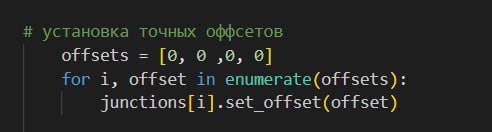 # установка точных оффсетов
offsets = [0, 0 ,0, 0]
for i, offset in enumerate(offsets):
junctions[i].set_offset(offset)